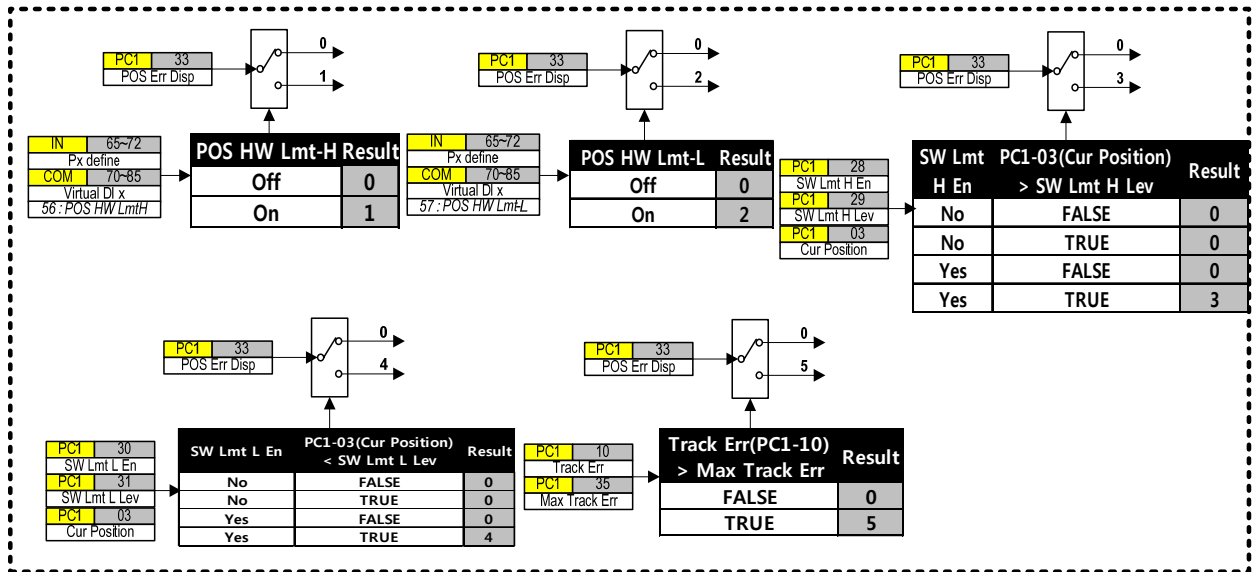 PC1 33
POS Err Disp
0
1
IN 65~72
Px define
COM 70~85
Virtual DI x
56 : POS HW LmtH
POS HW Lmt-H Result
Off 0
On 1
PC1 33
POS Err Disp
0
2
IN 65~72
Px define
COM 70~85
Virtual DI x
57 : POS HW Lmt-L
POS HW Lmt-L Result
Off 0
On 2
PC1 33
POS Err Disp
0
3
PC1 28
SW Lmt H En
PC1 29
SW Lmt H Lev
PC1 03
Cur Position
SW Lmt H En PC1-03(Cur Position) > SW Lmt H Lev Result
No FALSE 0
No TRUE 0
Yes FALSE 0
Yes TRUE 3
PC1 33
POS Err Disp
0
4
PC1 30
SW Lmt L En
PC1 31
SW Lmt L Lev
PC1 03
Cur Position
SW Lmt L En PC1-03(Cur Position) < SW Lmt L Lev Result
No FALSE 0
No TRUE 0
Yes FALSE 0
Yes TRUE 4
PC1 33
POS Err Disp
0
5
PC1 10
Track Err
PC1 35
Max Track Err
Track Err(PC1-10) > Max Track Err Result
FALSE 0
TRUE 5